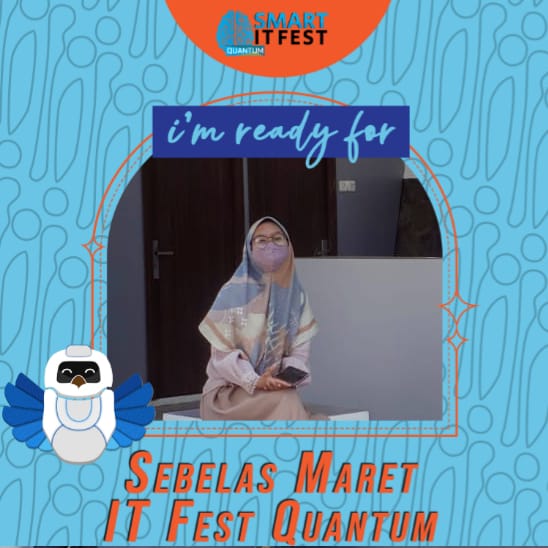 SMART
IT FEST
QUANTUM
i'm ready for
SEBELAS MARET
IT FEST QUANTUM